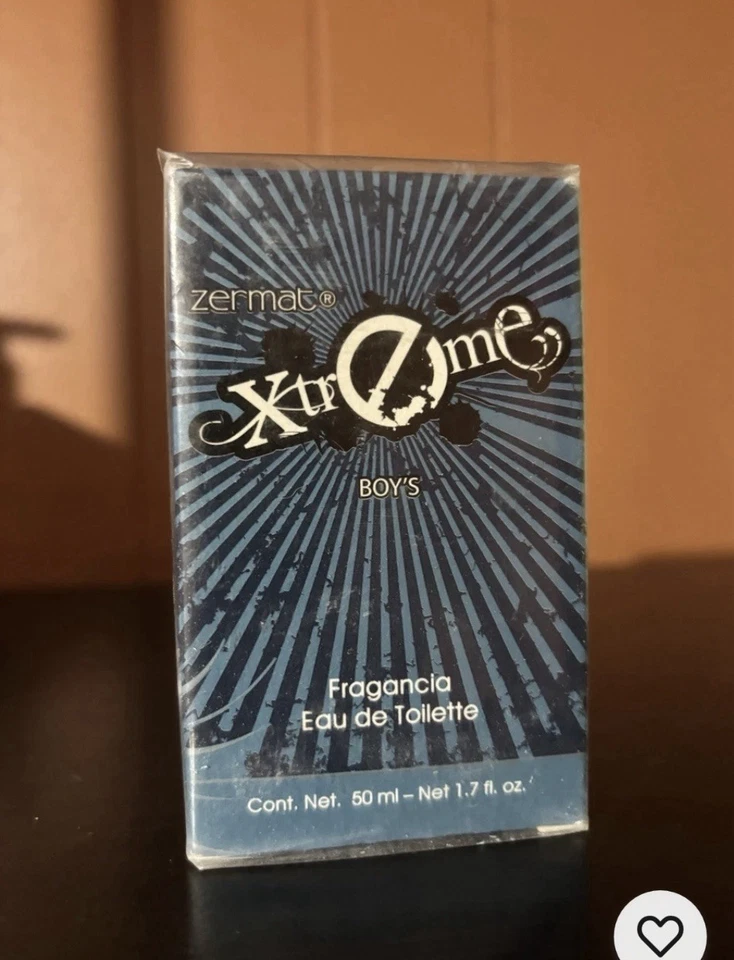 zermat®
Xtreme
BOY'S
Fragancia
Eau de Toilette
Cont. Net. 50 ml – Net 1.7 fl. oz.